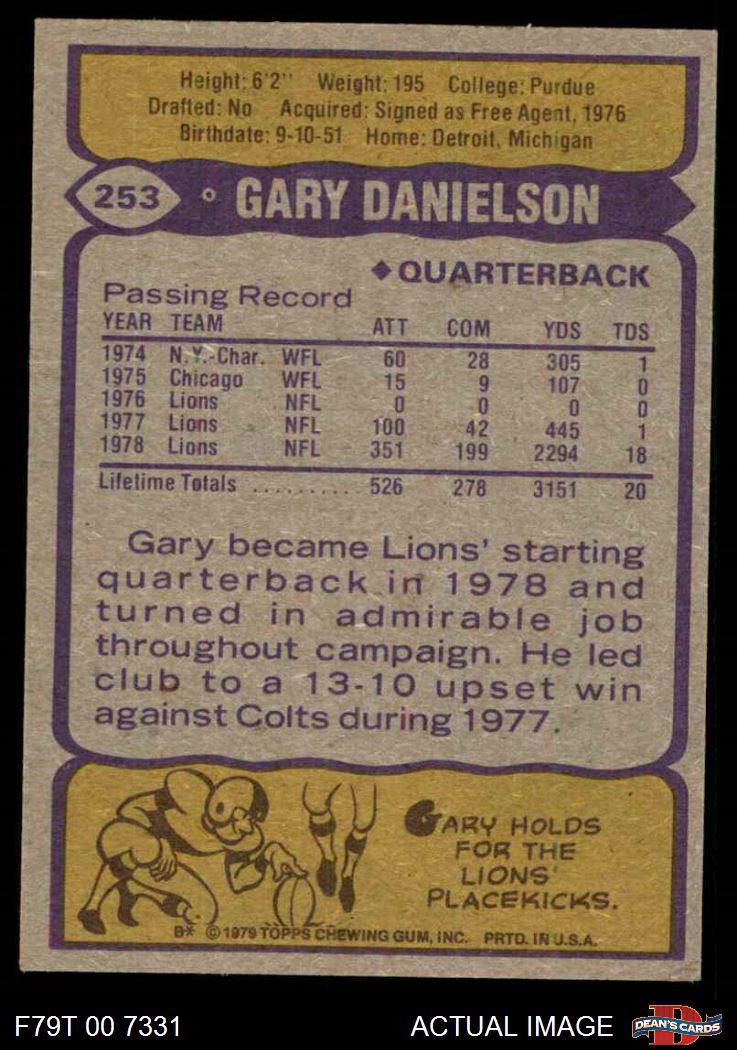 Height: 6'2" Weight: 195 College: Purdue
Drafted: No Acquired: Signed as Free Agent, 1976
Birthdate: 9-10-51 Home: Detroit, Michigan
253 GARY DANIELSON
◆ QUARTERBACK
Passing Record
YEAR TEAM ATT COM YDS TDS
1974 N.Y.-Char. WFL 60 28 305 1
1975 Chicago WFL 15 9 107 0
1976 Lions NFL 0 0 0 0
1977 Lions NFL 100 42 445 1
1978 Lions NFL 351 199 2294 18
Lifetime Totals .......... 526 278 3151 20
Gary became Lions' starting
quarterback in 1978 and
turned in admirable job
throughout campaign. He led
club to a 13-10 upset win
against Colts during 1977.
GARY HOLDS
FOR THE
LIONS'
PLACEKICKS.
B* © 1979 TOPPS CHEWING GUM, INC. PRTD. IN U.S.A.
F79T 00 7331 ACTUAL IMAGE D DEAN'S CARDS